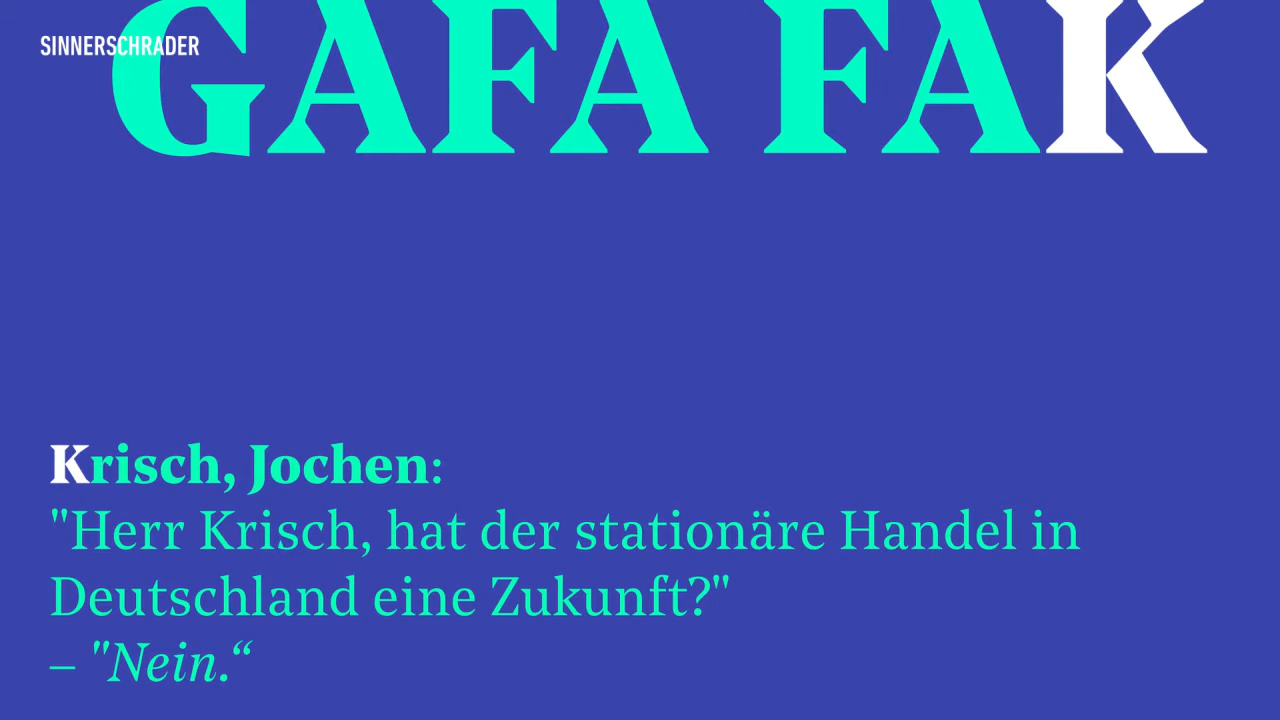 SINNERSCHRADER
GAFA FAK
Krisch, Jochen:
"Herr Krisch, hat der stationäre Handel in
Deutschland eine Zukunft?"
– "Nein.“